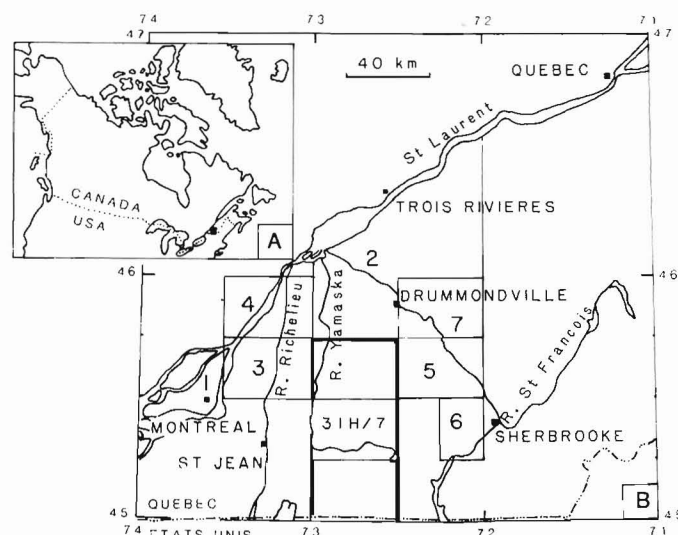 74
73
72
71
47
47
40 km
QUEBEC
St Laurent
TROIS RIVIERES
CANADA
USA
A
2
46
46
DRUMMONDVILLE
4
7
R. Richelieu
R. Yamaska
R. St François
3
5
1
31H/7
6
MONTREAL
SHERBROOKE
ST JEAN
45
QUEBEC
B
45
74
73
72
71
ETATS UNIS